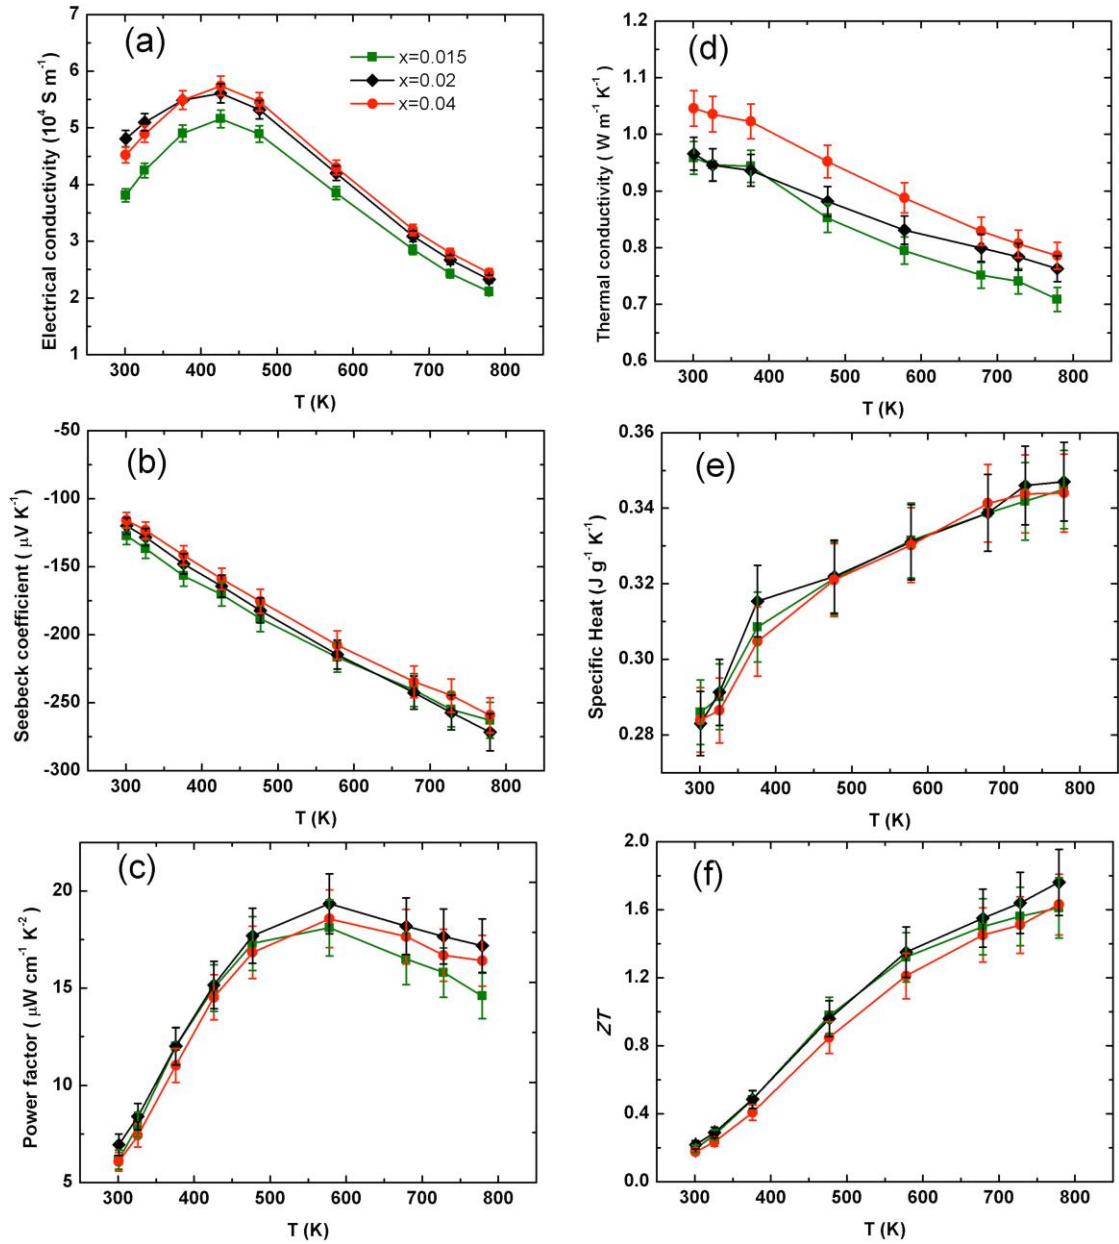 (a)
x=0.015
x=0.02
x=0.04
Electrical conductivity (10⁴ S m⁻¹)
7
6
5
4
3
2
1
300 400 500 600 700 800
T (K)
(d)
Thermal conductivity ( W m⁻¹ K⁻¹)
1.2
1.1
1.0
0.9
0.8
0.7
0.6
300 400 500 600 700 800
T (K)
(b)
Seebeck coefficient ( μV K⁻¹)
-50
-100
-150
-200
-250
-300
300 400 500 600 700 800
T (K)
(e)
Specific Heat (J g⁻¹ K⁻¹)
0.36
0.34
0.32
0.30
0.28
300 400 500 600 700 800
T (K)
(c)
Power factor ( μW cm⁻¹ K⁻²)
20
15
10
5
300 400 500 600 700 800
T (K)
(f)
ZT
2.0
1.6
1.2
0.8
0.4
0.0
300 400 500 600 700 800
T (K)